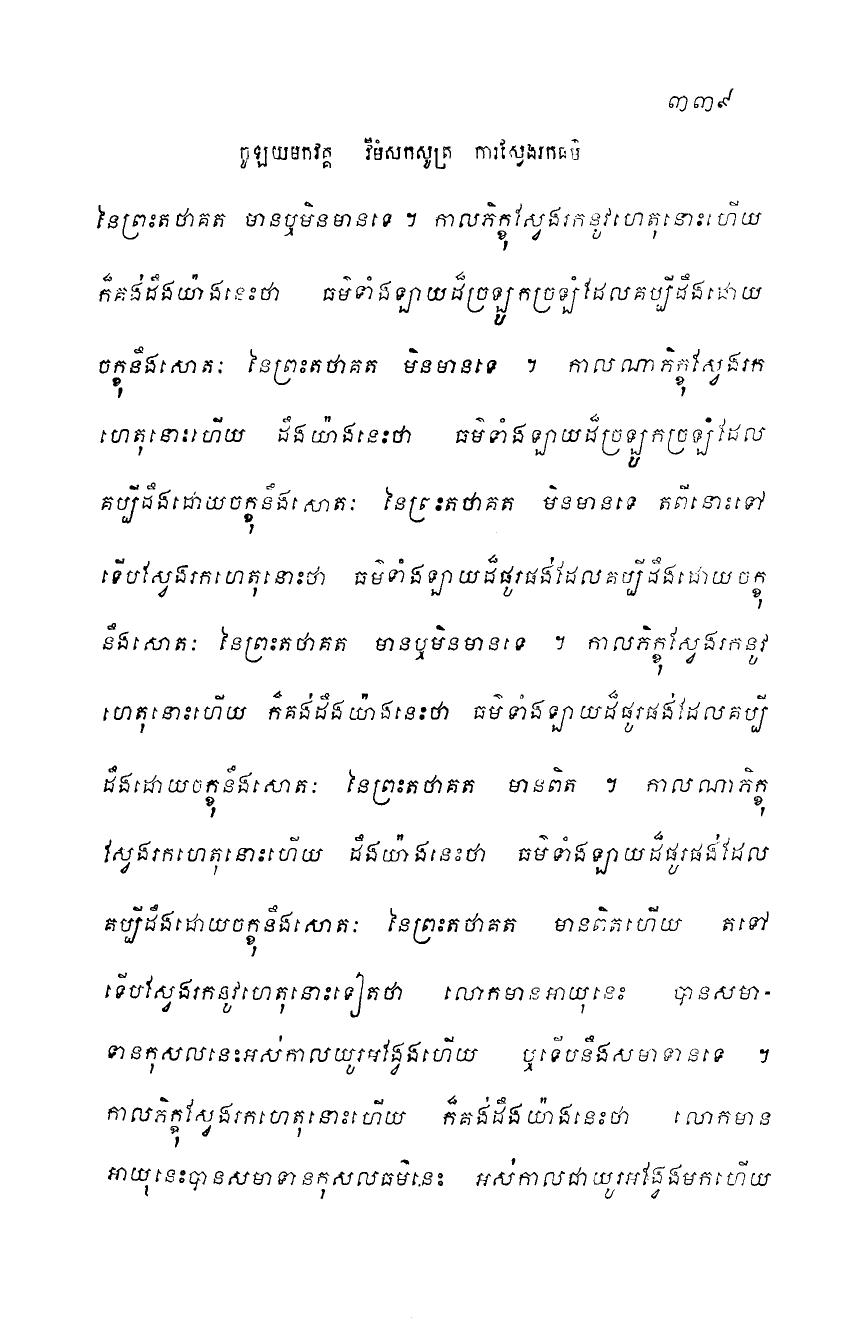 ៣៣៩
ចូឡយមកវគ្គ វីមំសកសូត្រ ការស្វែងរកធម៌
នៃព្រះតថាគត មានឬមិនមានទេ ។ កាលភិក្ខុស្វែងរកនូវហេតុនោះហើយ
ក៏គង់ដឹងយ៉ាងនេះថា ធម៌ទាំងឡាយដ៏ច្រឡូកច្រឡំដែលគប្បីដឹងដោយ
ចក្ខុនឹងសោតៈ នៃព្រះតថាគត មិនមានទេ ។ កាលណាភិក្ខុស្វែងរក
ហេតុនោះហើយ ដឹងយ៉ាងនេះថា ធម៌ទាំងឡាយដ៏ច្រឡូកច្រឡំដែល
គប្បីដឹងដោយចក្ខុនឹងសោតៈ នៃព្រះតថាគត មិនមានទេ តពីនោះទៅ
ទើបស្វែងរកហេតុនោះថា ធម៌ទាំងឡាយដ៏ផូរផង់ដែលគប្បីដឹងដោយចក្ខុ
នឹងសោតៈ នៃព្រះតថាគត មានឬមិនមានទេ ។ កាលភិក្ខុស្វែងរកនូវ
ហេតុនោះហើយ ក៏គង់ដឹងយ៉ាងនេះថា ធម៌ទាំងឡាយដ៏ផូរផង់ដែលគប្បី
ដឹងដោយចក្ខុនឹងសោតៈ នៃព្រះតថាគត មានពិត ។ កាលណាភិក្ខុ
ស្វែងរកហេតុនោះហើយ ដឹងយ៉ាងនេះថា ធម៌ទាំងឡាយដ៏ផូរផង់ដែល
គប្បីដឹងដោយចក្ខុនឹងសោតៈ នៃព្រះតថាគត មានពិតហើយ តទៅ
ទើបស្វែងរកនូវហេតុនោះទៀតថា លោកមានអាយុនេះ បានសមា-
ទានកុសលនេះអស់កាលយូរអង្វែងហើយ ឬទើបនឹងសមាទានទេ ។
កាលភិក្ខុស្វែងរកហេតុនោះហើយ ក៏គង់ដឹងយ៉ាងនេះថា លោកមាន
អាយុនេះបានសមាទានកុសលធម៌នេះ អស់កាលជាយូរអង្វែងមកហើយ